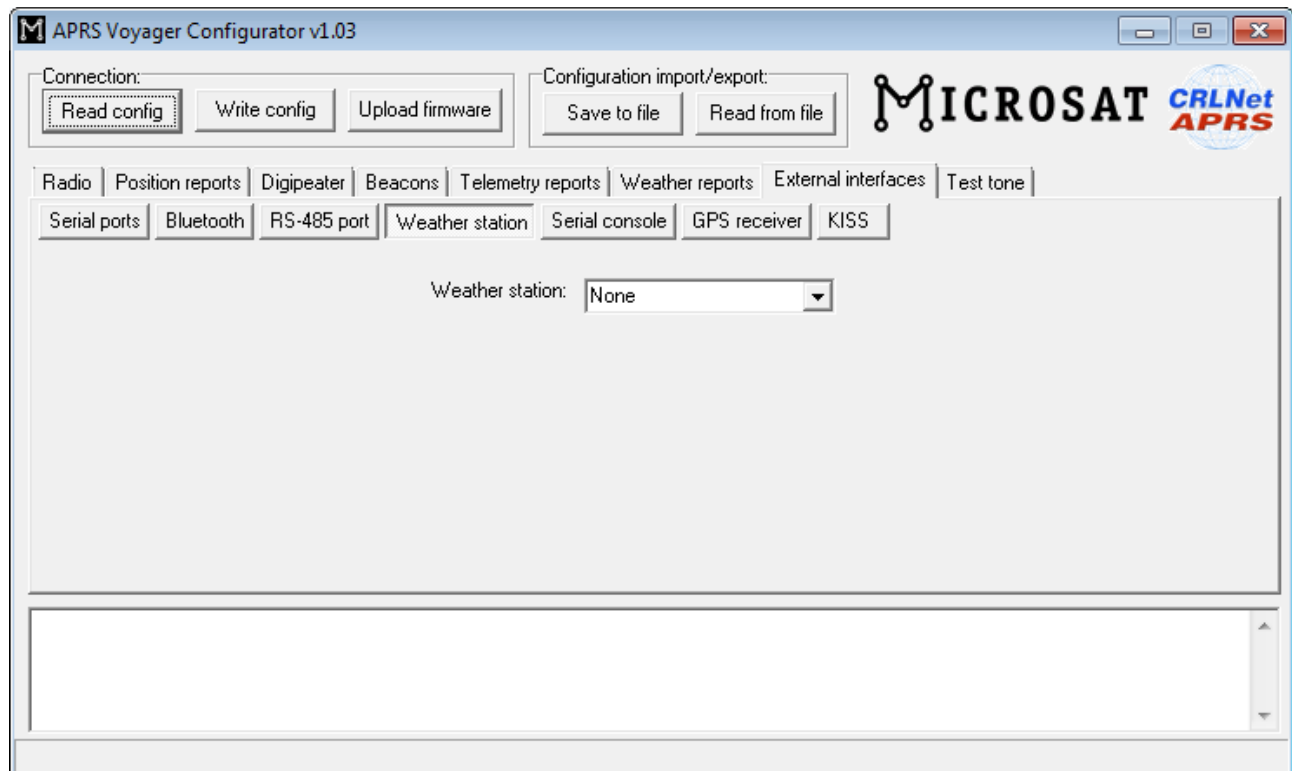 APRS Voyager Configurator v1.03
Connection:
Configuration import/export:
Read config Write config Upload firmware Save to file Read from file
MICROSAT CRLNet APRS
Radio Position reports Digipeater Beacons Telemetry reports Weather reports External interfaces Test tone
Serial ports Bluetooth RS-485 port Weather station Serial console GPS receiver KISS
Weather station: None